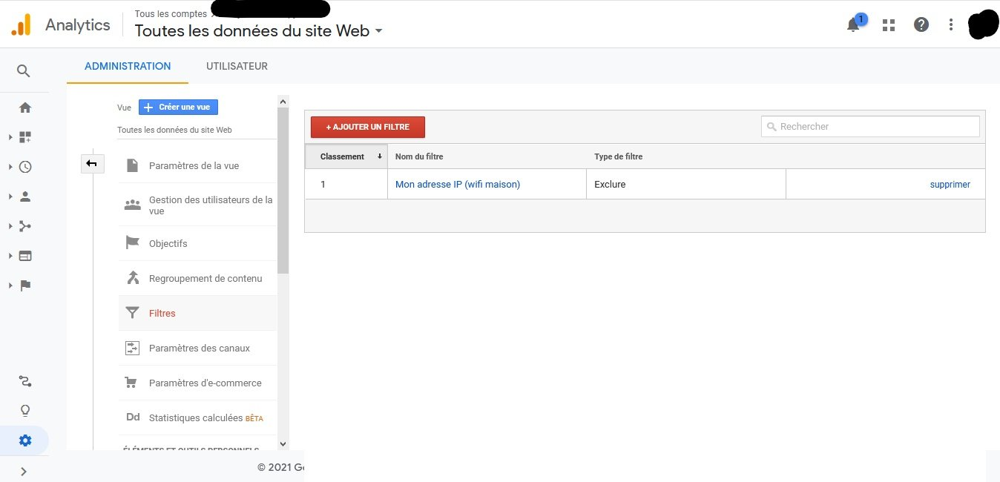 Tous les comptes
Analytics
Toutes les données du site Web
1
ADMINISTRATION
UTILISATEUR
Vue
Créer une vue
Toutes les données du site Web
Paramètres de la vue
Gestion des utilisateurs de la
vue
Objectifs
Regroupement de contenu
Filtres
Paramètres des canaux
Paramètres d'e-commerce
Dd
Statistiques calculées BÊTA
ÉLÉMENTS ET OUTILS PERSONNELS
+ AJOUTER UN FILTRE
Rechercher
Classement
Nom du filtre
Type de filtre
1
Mon adresse IP (wifi maison)
Exclure
supprimer
© 2021